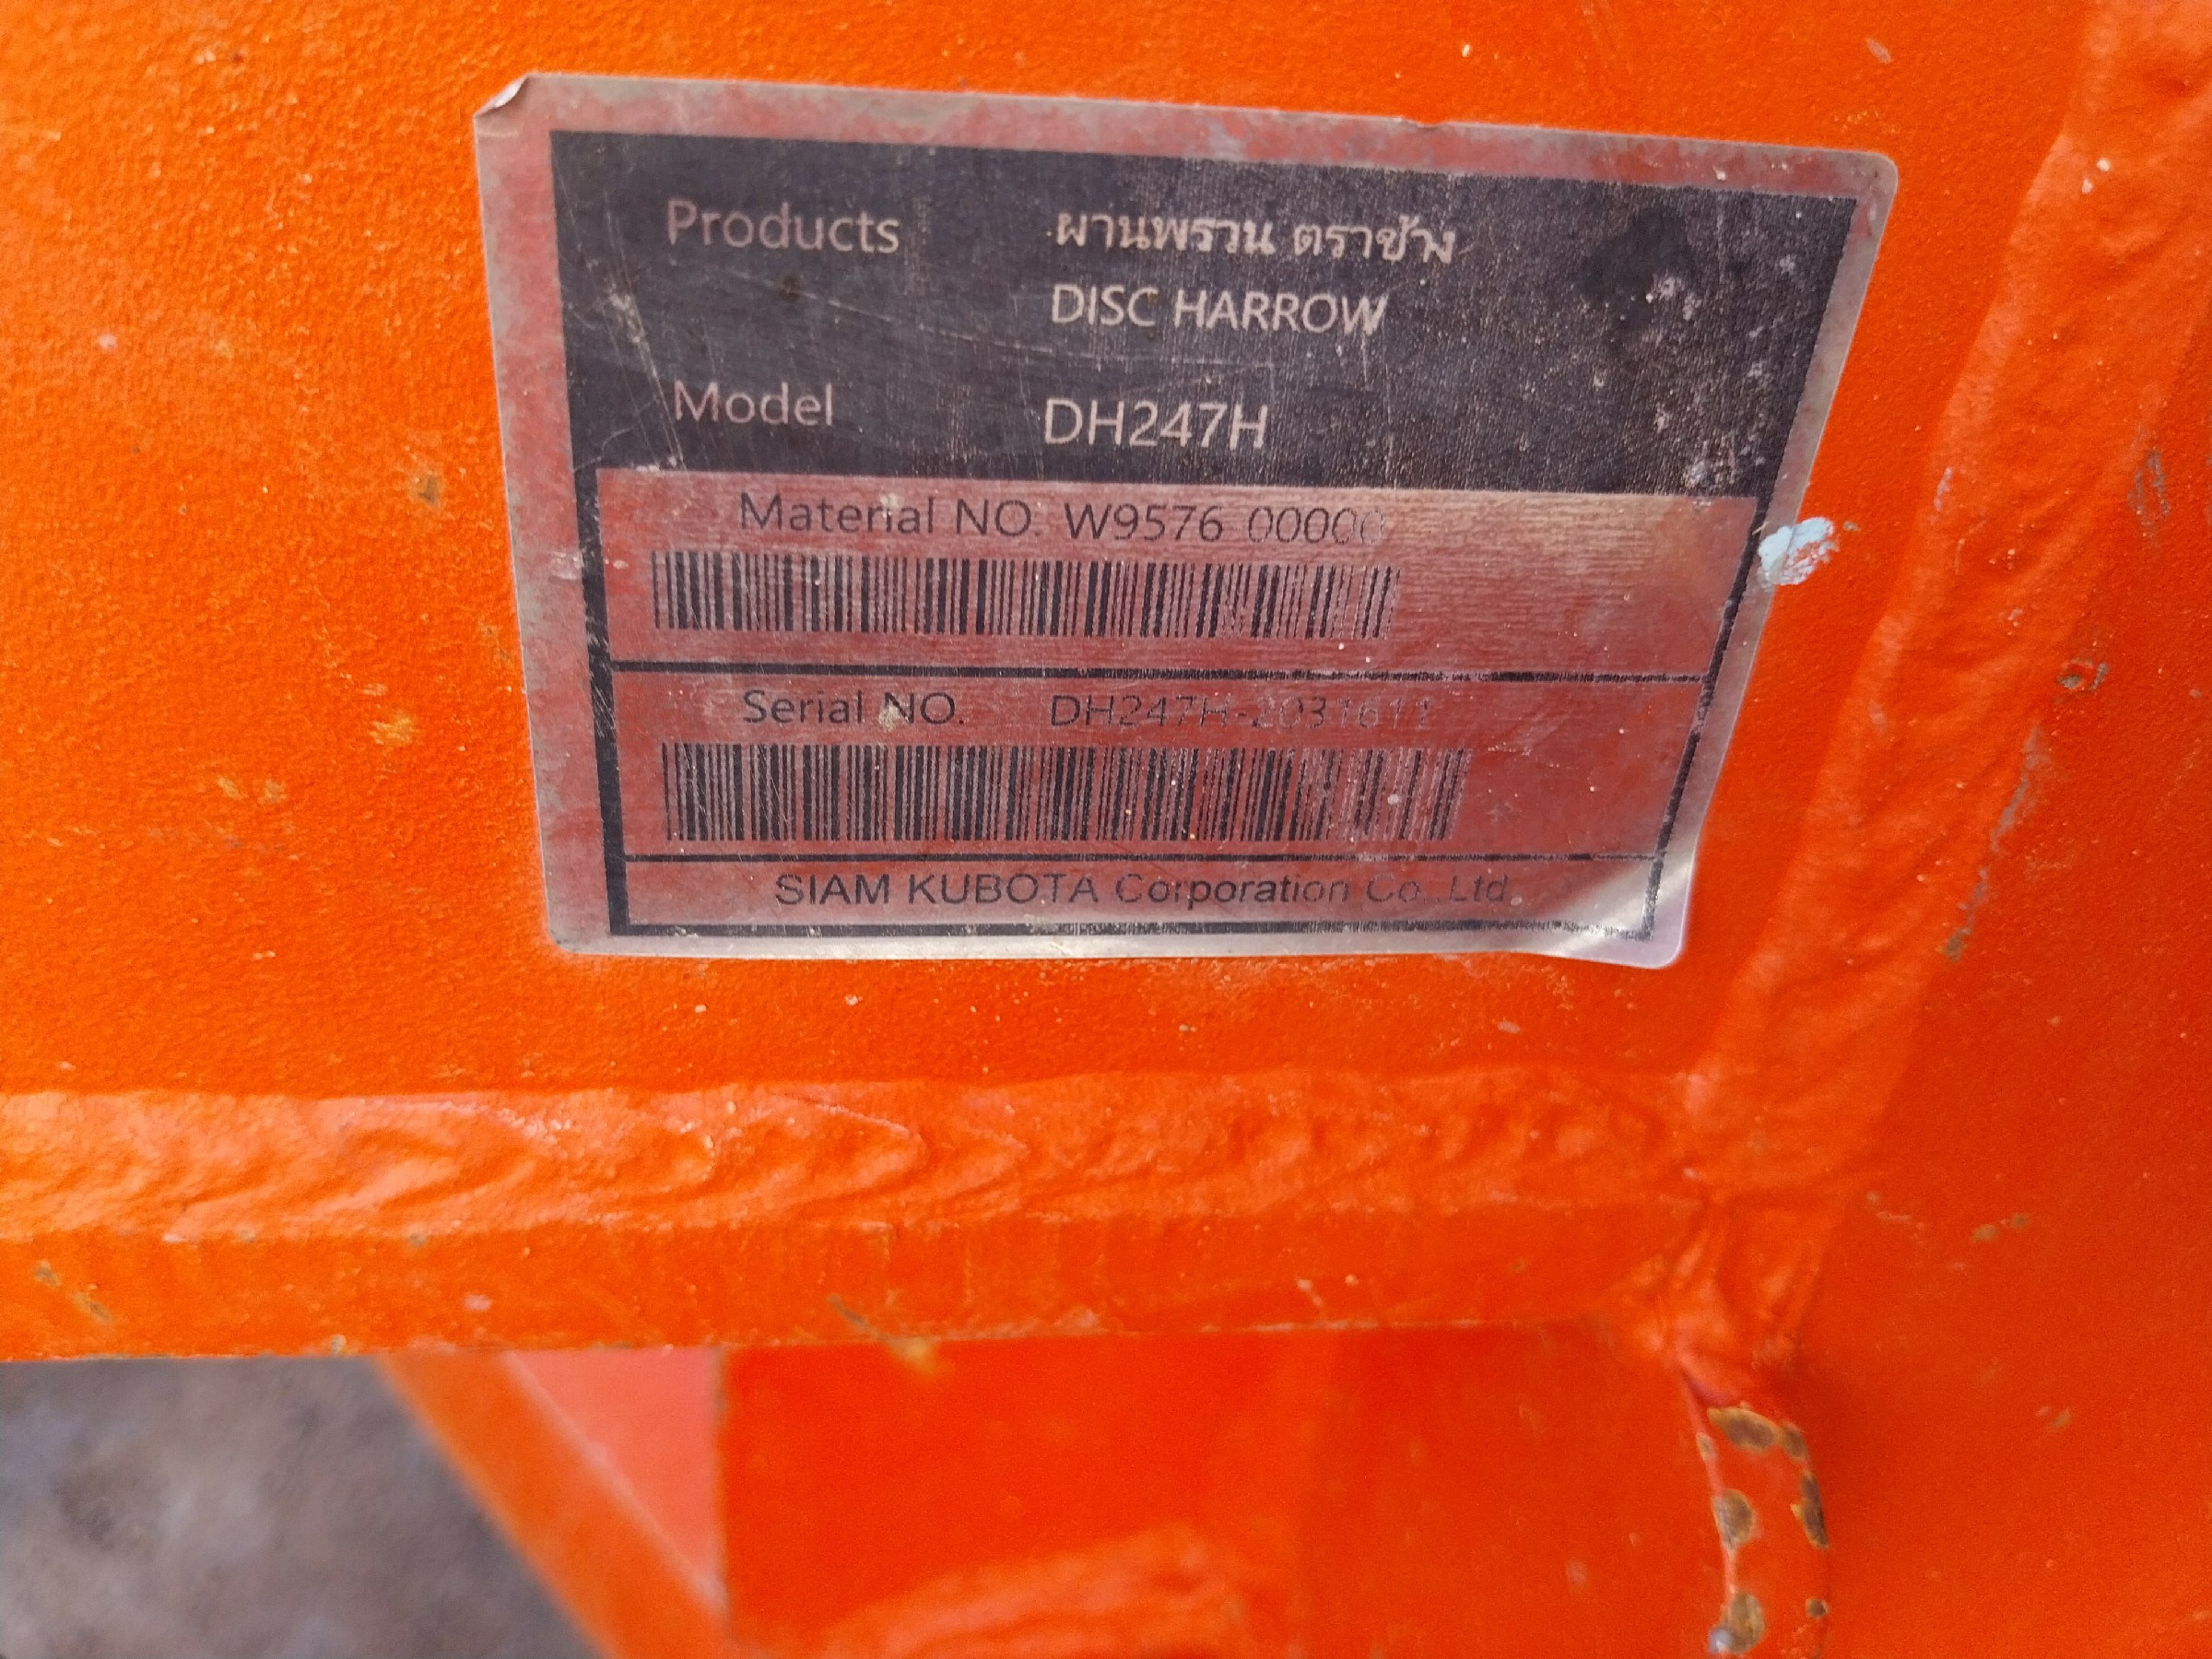 Products ผานพรวน ตราช้าง
DISC HARROW
Model DH247H
Material NO. W9576 00000
Serial NO. DH247H-2031611
SIAM KUBOTA Corporation Co.,Ltd.